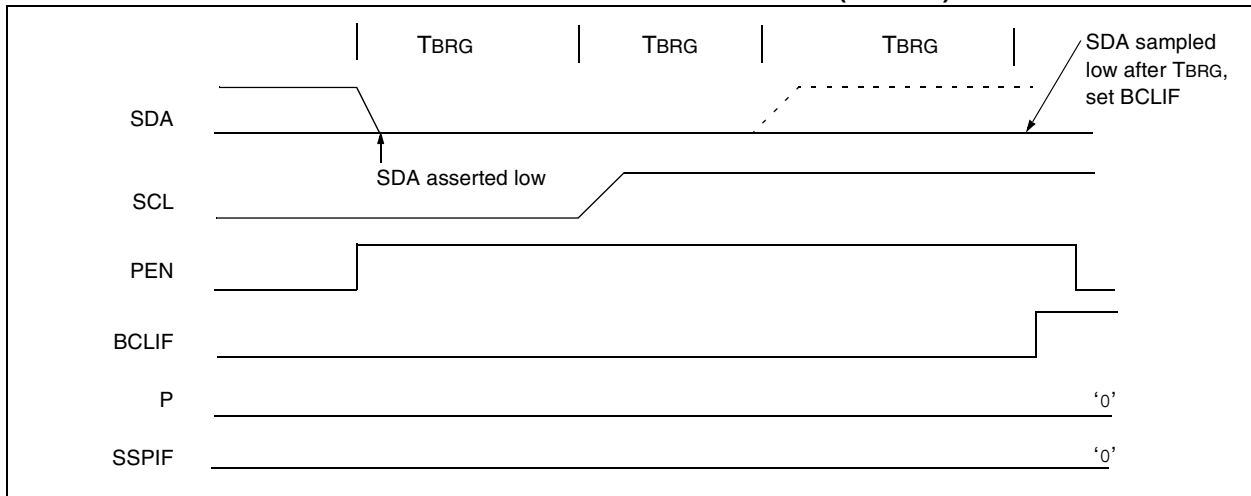 TBRG TBRG TBRG
SDA sampled
low after TBRG,
set BCLIF
SDA
SDA asserted low
SCL
PEN
BCLIF
P
‘0’
SSPIF
‘0’